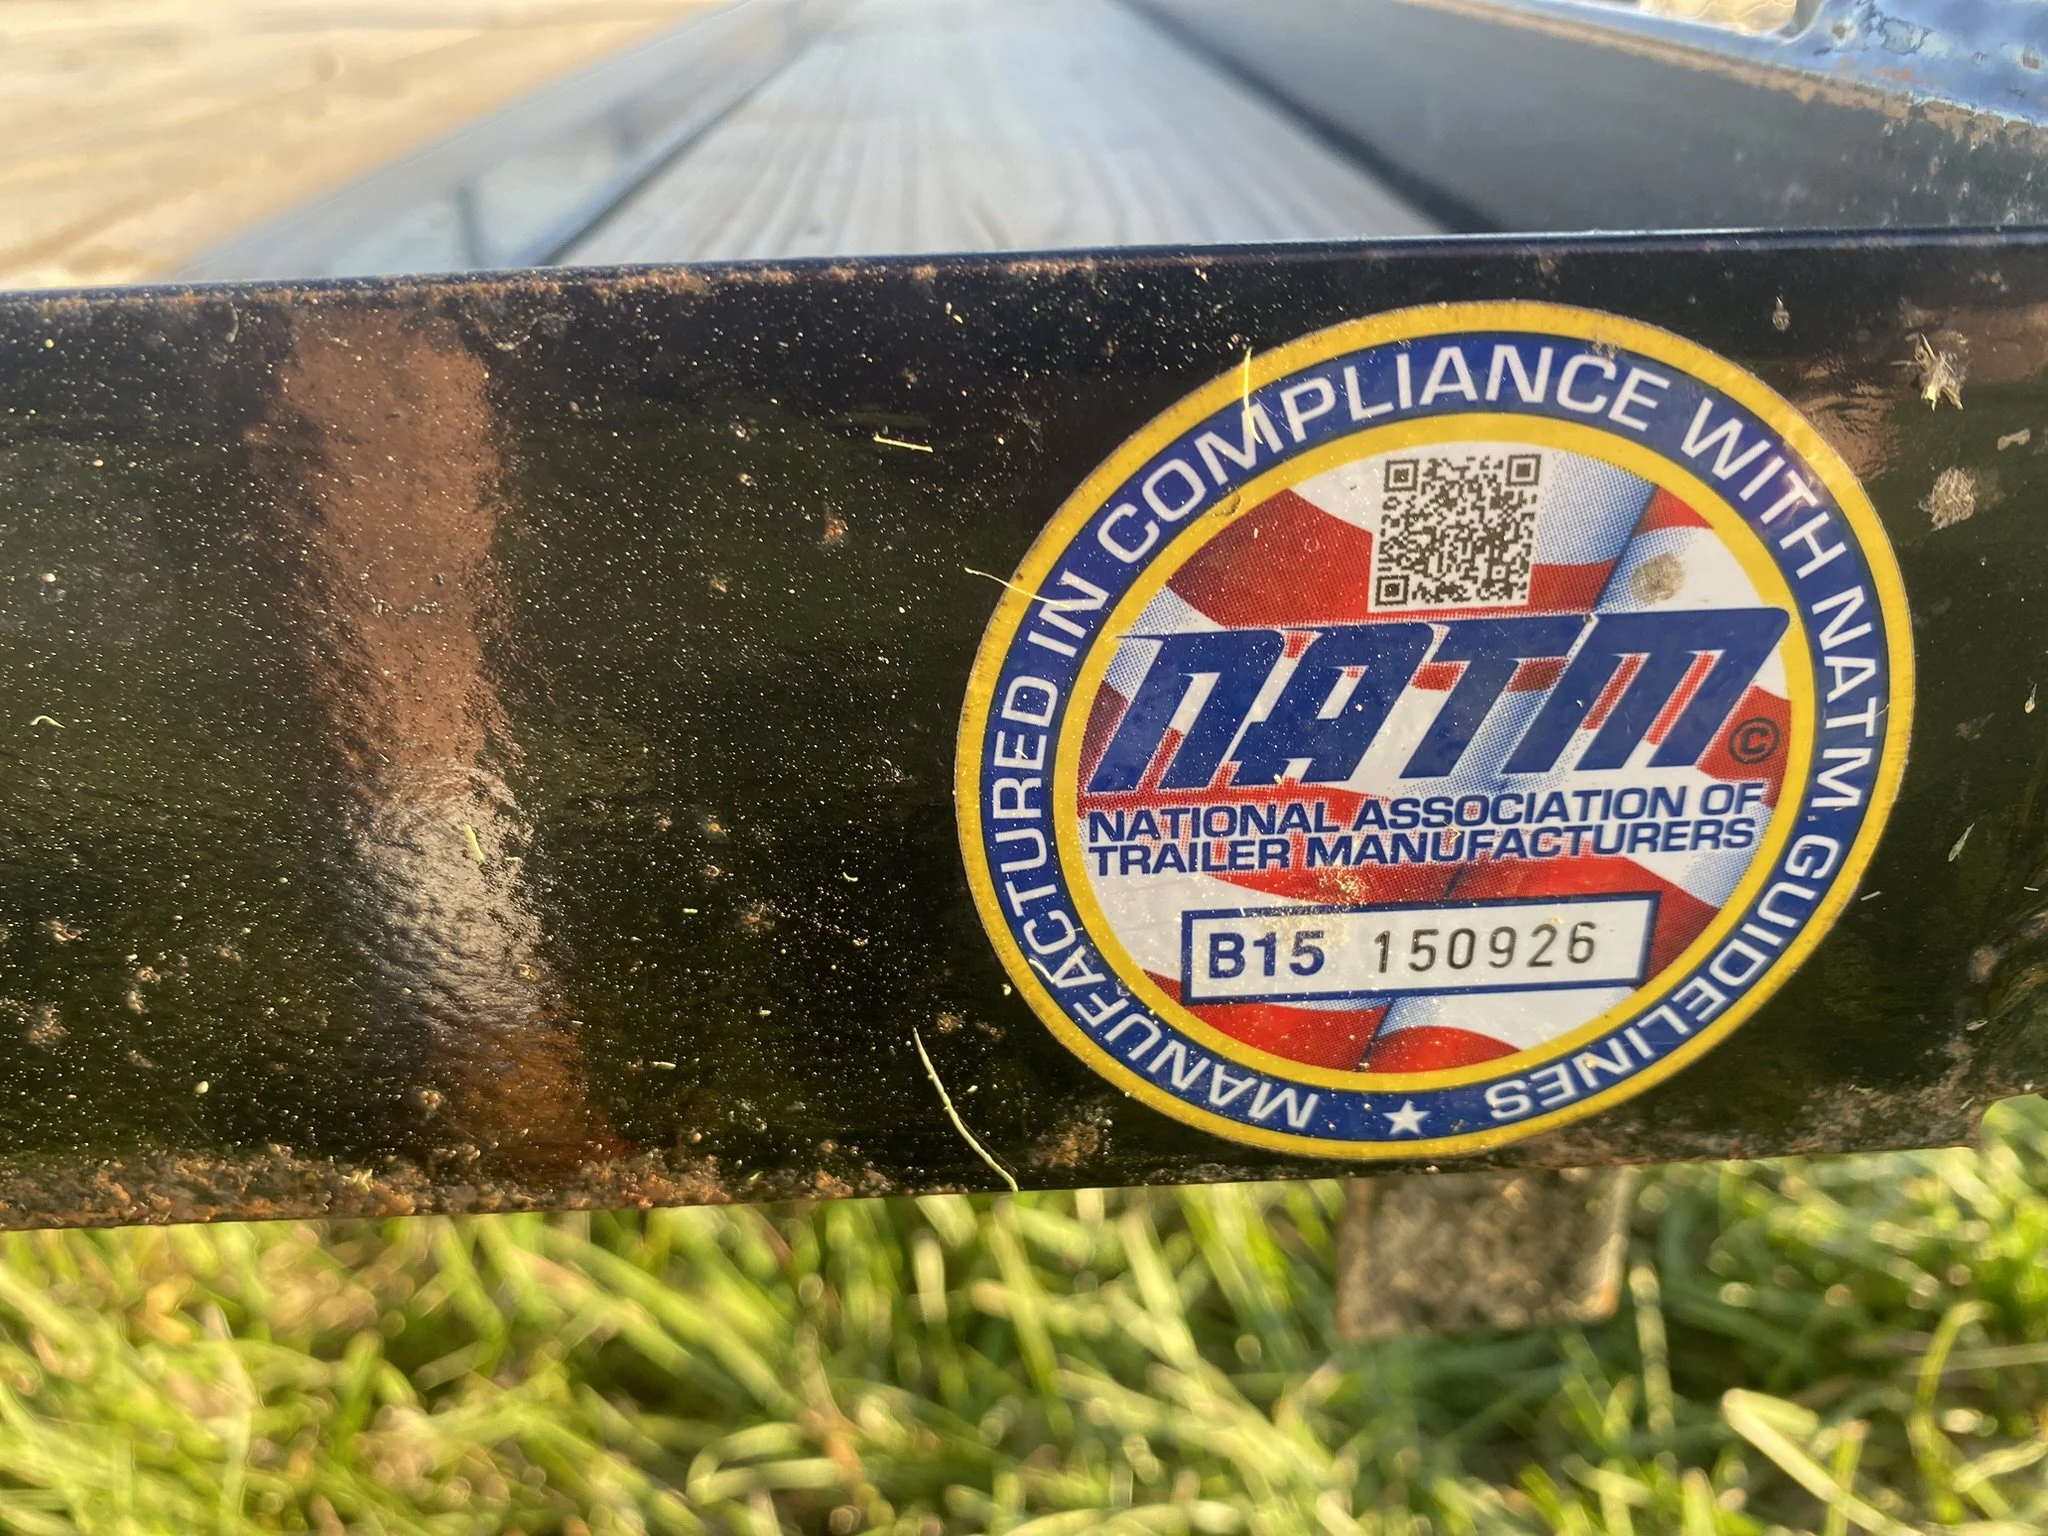 MANUFACTURED IN COMPLIANCE WITH NATM GUIDELINES
NATM ©
NATIONAL ASSOCIATION OF
TRAILER MANUFACTURERS
B15 150926